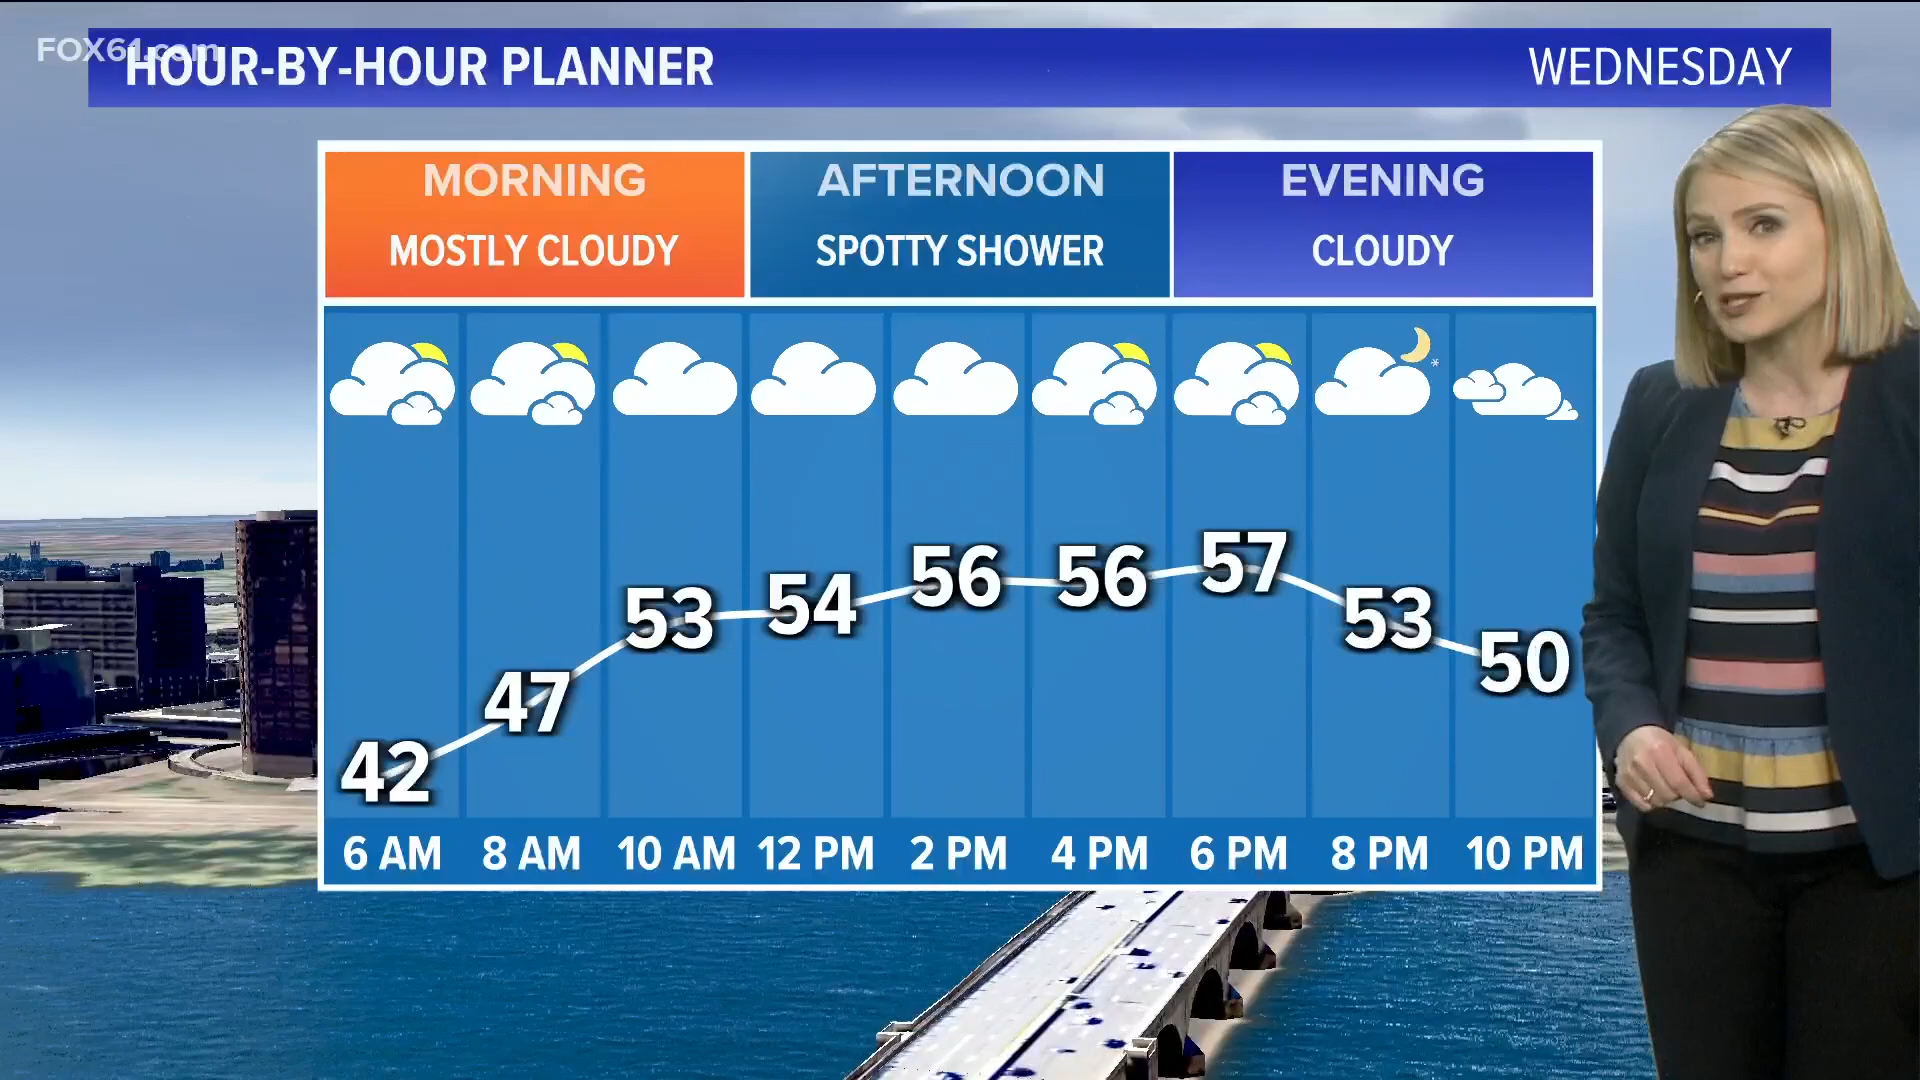 FOX61.com
HOUR-BY-HOUR PLANNER
WEDNESDAY
MORNING
MOSTLY CLOUDY
AFTERNOON
SPOTTY SHOWER
EVENING
CLOUDY
42 47 53 54 56 56 57 53 50
6 AM 8 AM 10 AM 12 PM 2 PM 4 PM 6 PM 8 PM 10 PM